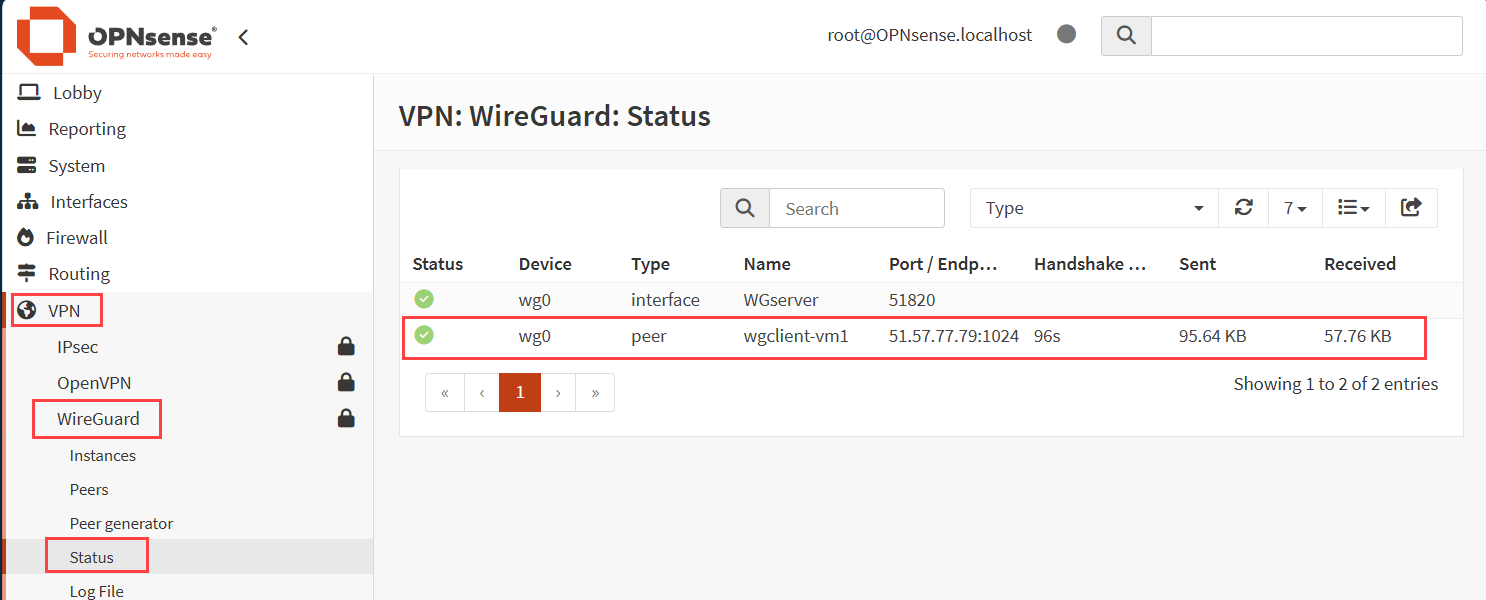 OPNsense®
Securing networks made easy
root@OPNsense.localhost
Lobby
Reporting
System
Interfaces
Firewall
Routing
VPN
IPsec
OpenVPN
WireGuard
Instances
Peers
Peer generator
Status
Log File
VPN: WireGuard: Status
Search Type 7
Status Device Type Name Port / Endp... Handshake ... Sent Received
wg0 interface WGserver 51820
wg0 peer wgclient-vm1 51.57.77.79:1024 96s 95.64 KB 57.76 KB
« ‹ 1 › »
Showing 1 to 2 of 2 entries